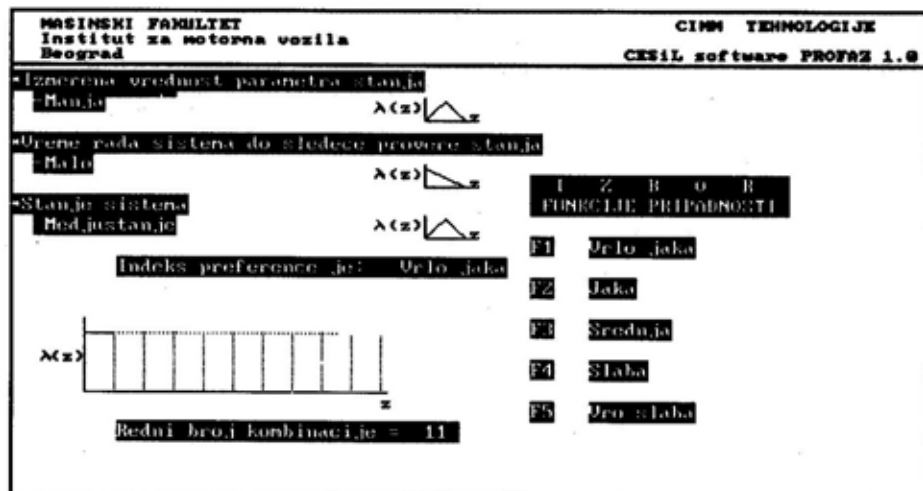 MASINSKI FAKULTET
Institut za motorna vozila
Beograd
CIMM TEHNOLOGIJE
CESiL software PROFAZ 1.0
*Izmerena vrednost parametra stanja
-Manja
λ(z) z
*Vreme rada sistema do sledece provere stanja
-Malo
λ(z) z
*Stanje sistema
Medjustanje
λ(z) z
Indeks preference je: Vrlo jaka
λ(z)
z
Redni broj kombinacije = 11
I Z B O R
FUNKCIJE PRIPADNOSTI
F1 Vrlo jaka
F2 Jaka
F3 Srednja
F4 Slaba
F5 Vro slaba